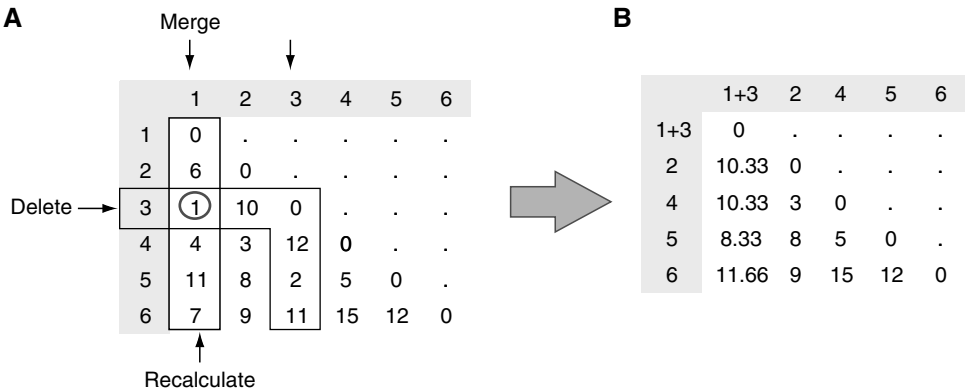 A
Merge
1 2 3 4 5 6
1 0 . . . . .
2 6 0 . . . .
Delete 3 1 10 0 . . .
4 4 3 12 0 . .
5 11 8 2 5 0 .
6 7 9 11 15 12 0
Recalculate
B
1+3 2 4 5 6
1+3 0 . . . .
2 10.33 0 . . .
4 10.33 3 0 . .
5 8.33 8 5 0 .
6 11.66 9 15 12 0